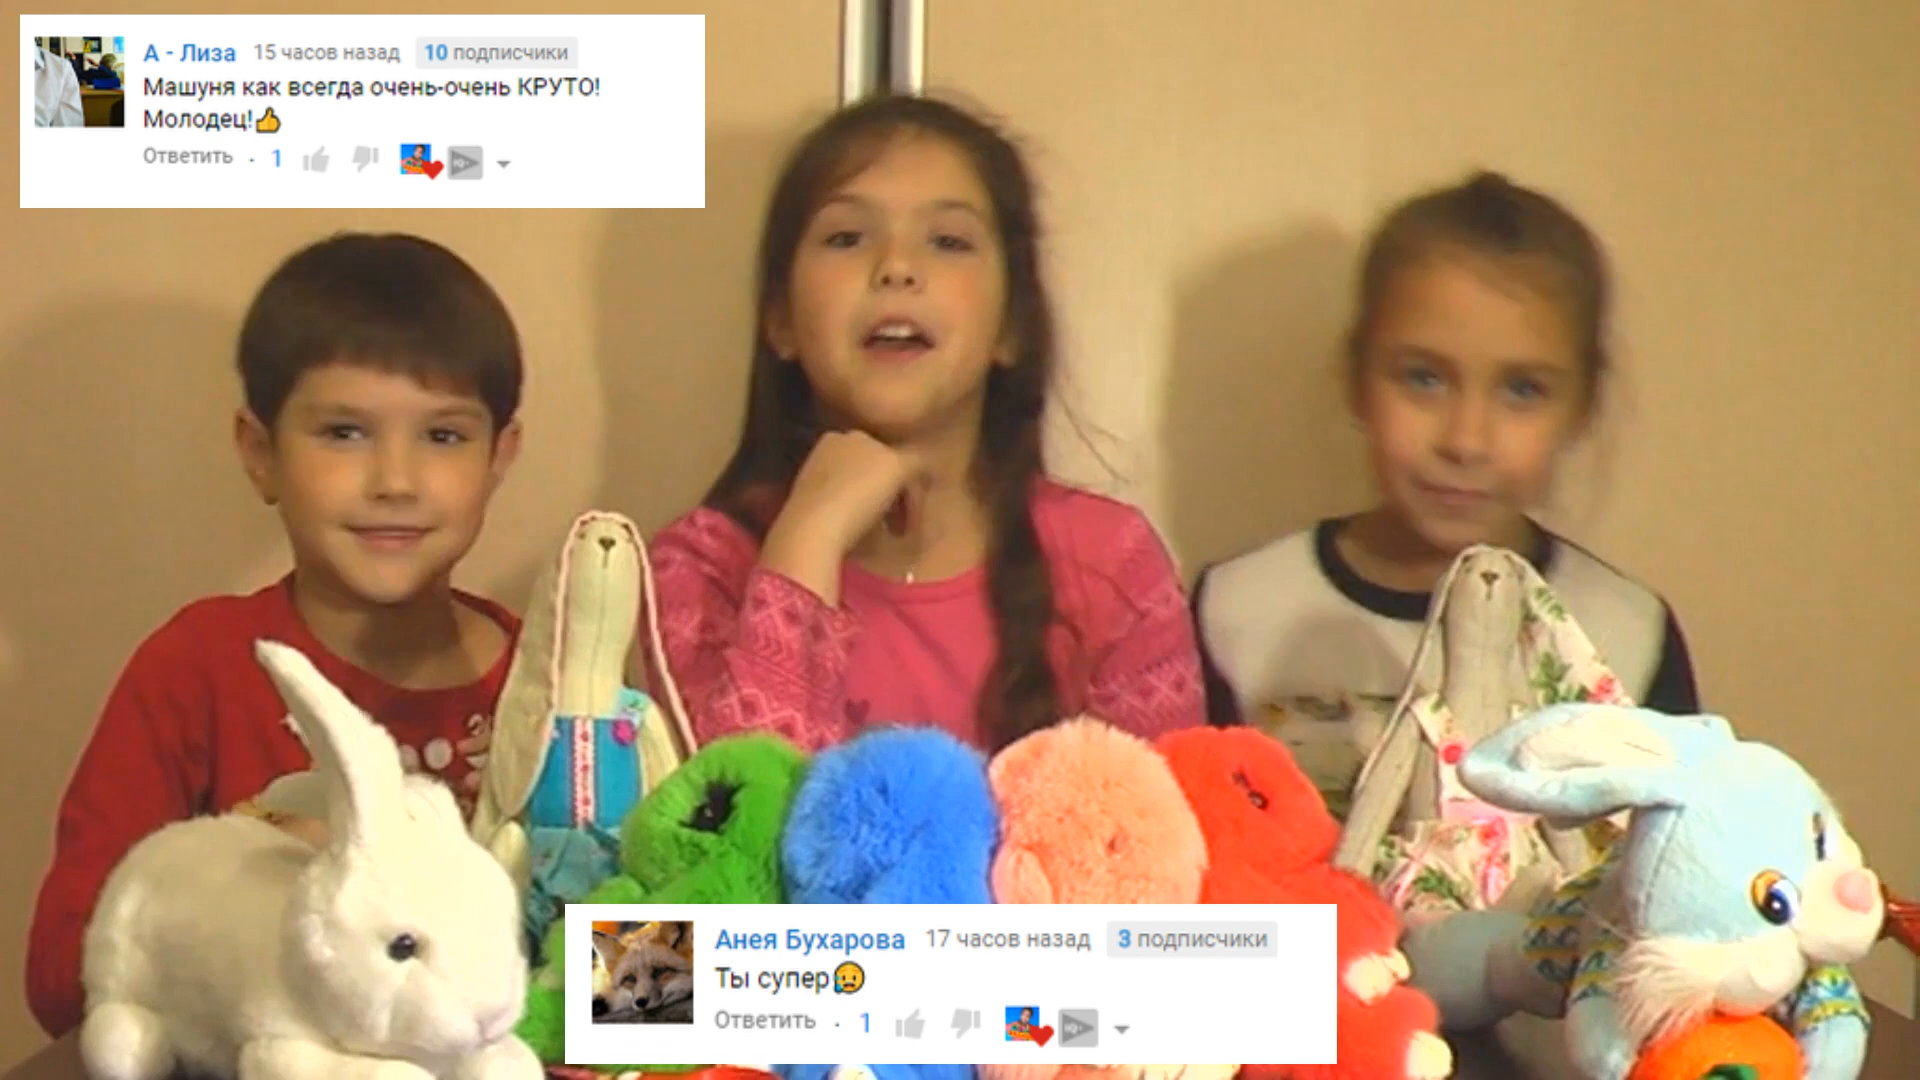 А - Лиза 15 часов назад 10 подписчики
Машуня как всегда очень-очень КРУТО!
Молодец!👍
Ответить · 1
Анея Бухарова 17 часов назад 3 подписчики
Ты супер😥
Ответить · 1